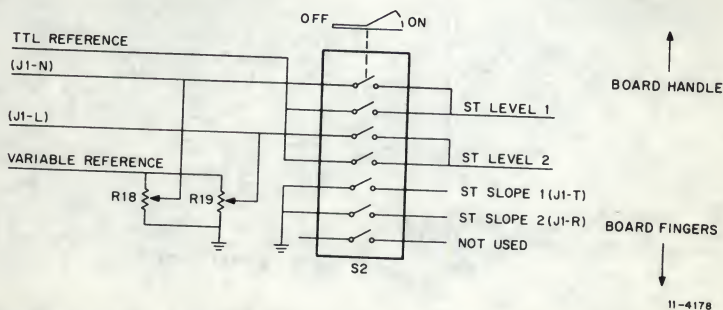 OFF
ON
TTL REFERENCE
(J1-N)
BOARD HANDLE
ST LEVEL 1
(J1-L)
ST LEVEL 2
VARIABLE REFERENCE
R18
R19
ST SLOPE 1 (J1-T)
ST SLOPE 2 (J1-R)
BOARD FINGERS
NOT USED
S2
11-4178